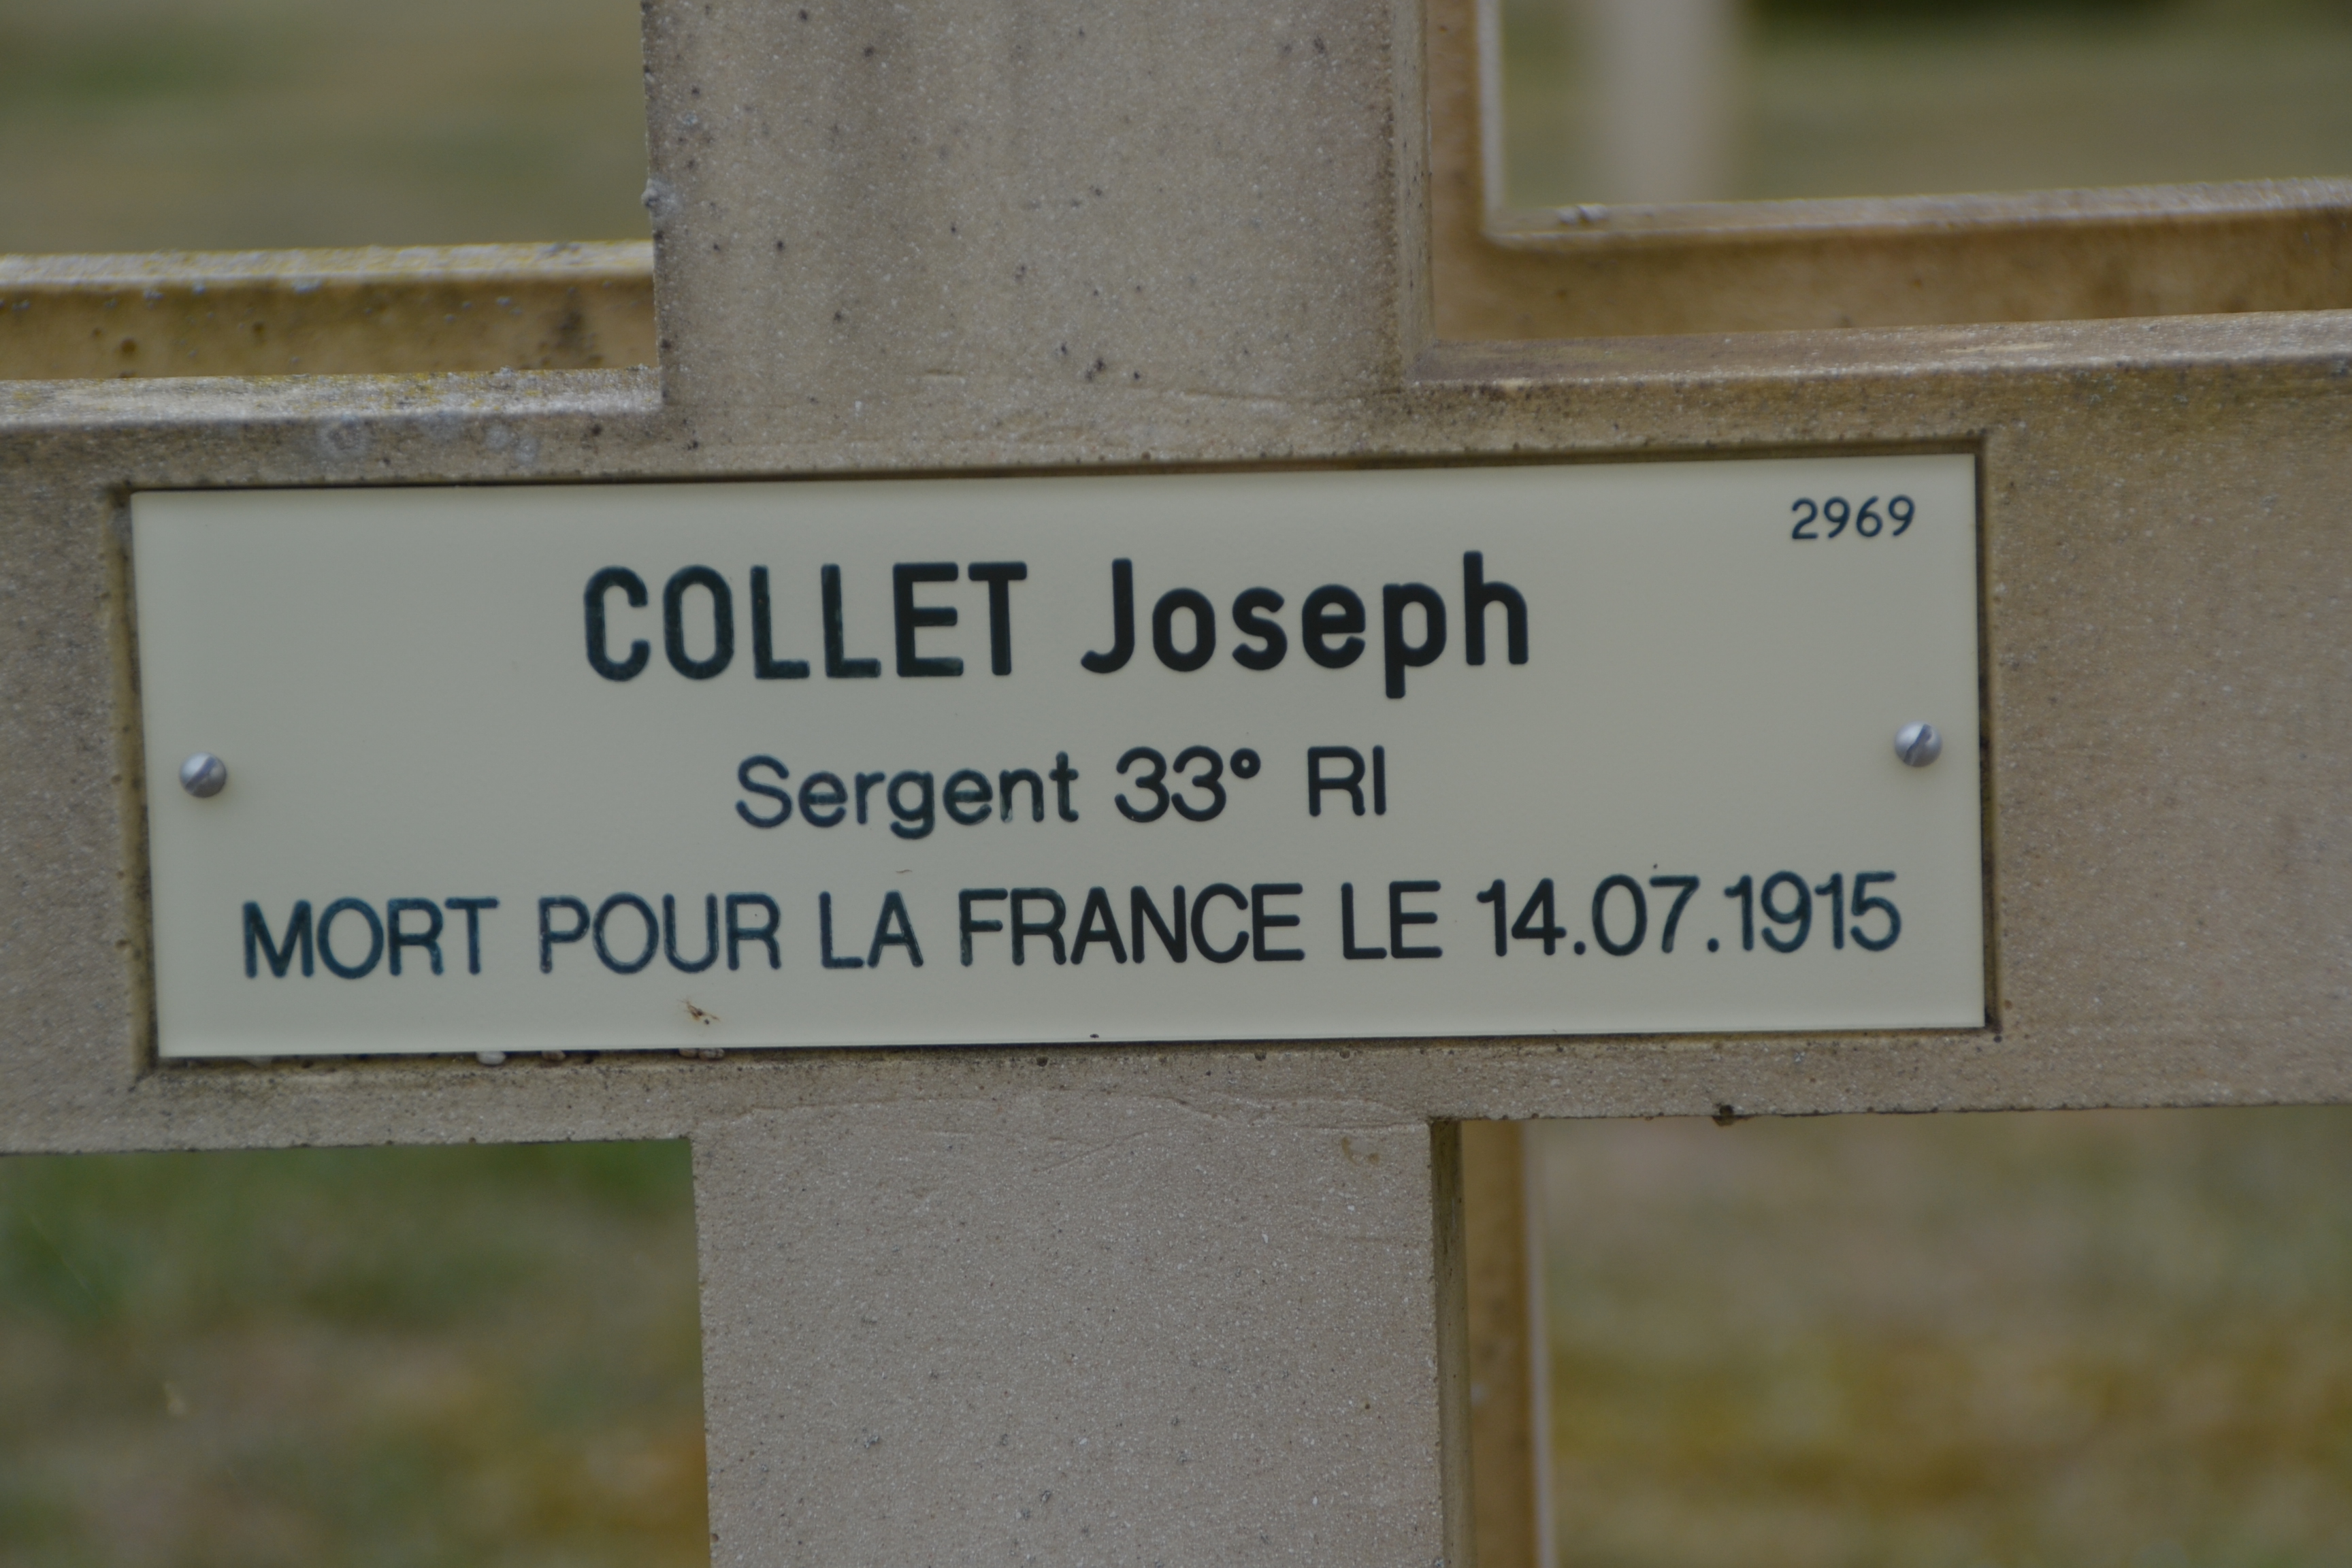 2969
COLLET Joseph
Sergent 33° RI
MORT POUR LA FRANCE LE 14.07.1915